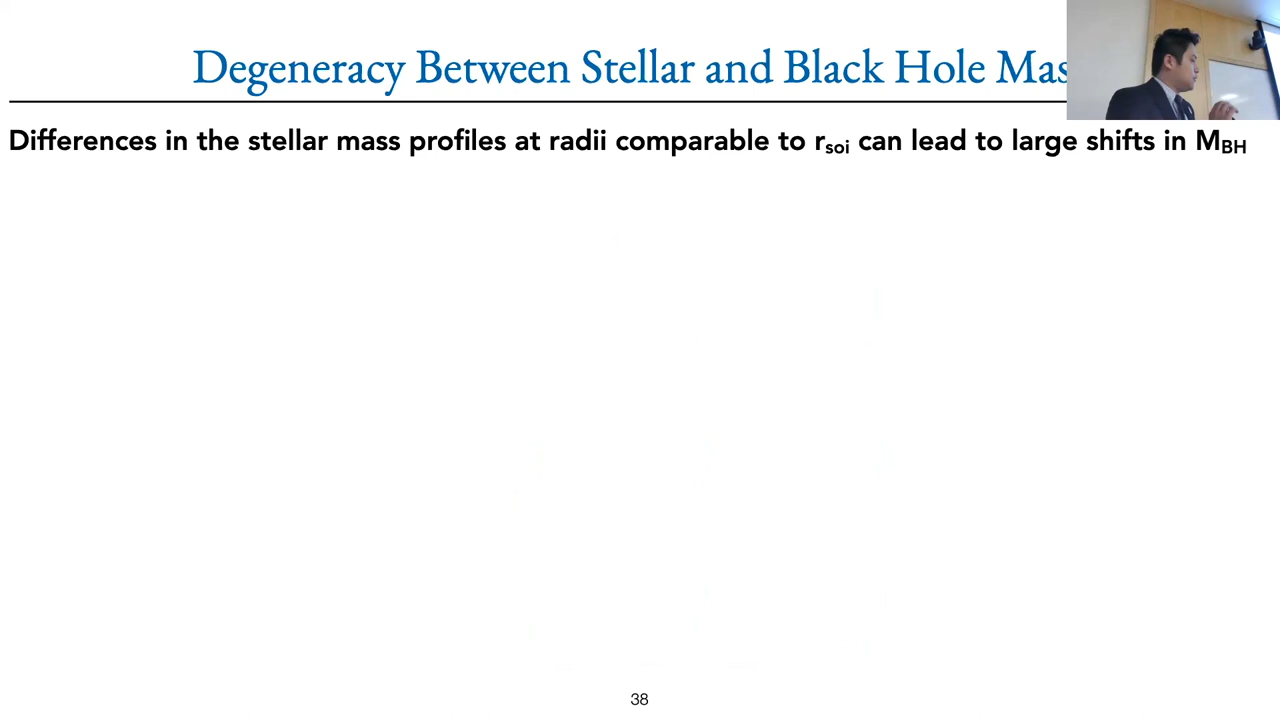 Degeneracy Between Stellar and Black Hole Mas
Differences in the stellar mass profiles at radii comparable to rsoi can lead to large shifts in MBH
38